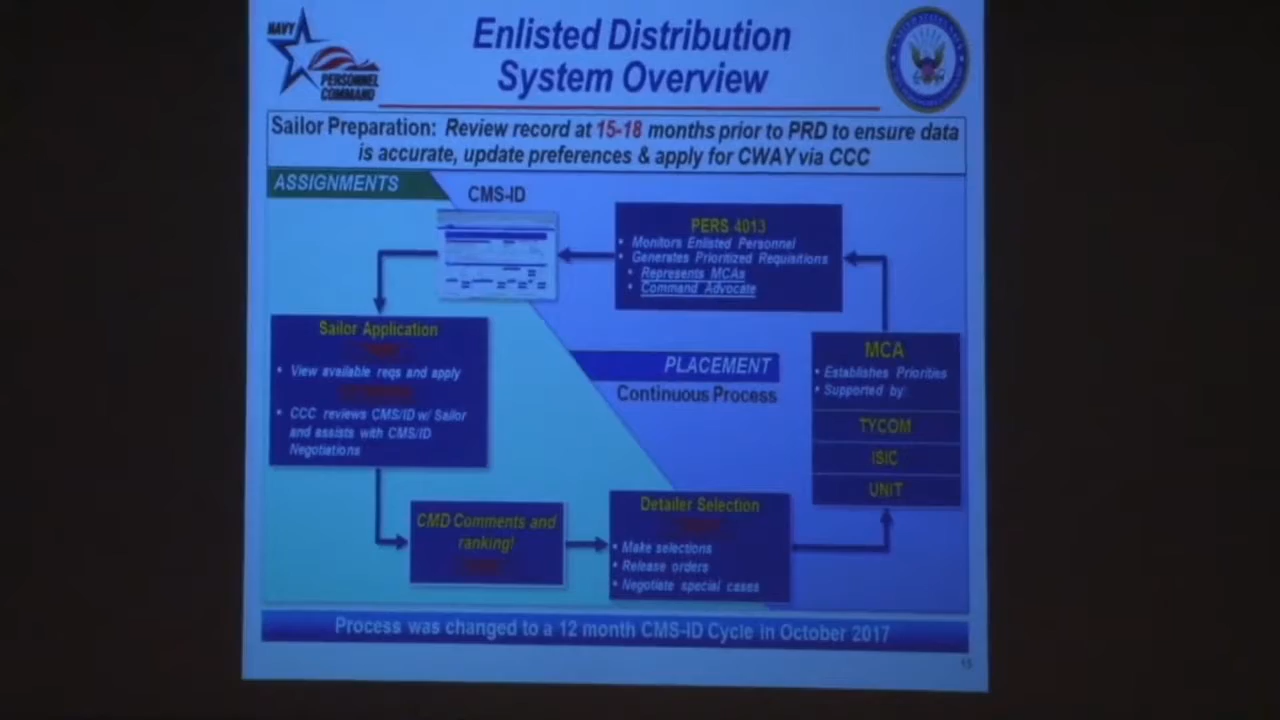 NAVY
PERSONNEL
COMMAND
Enlisted Distribution
System Overview
Sailor Preparation: Review record at 15-18 months prior to PRD to ensure data
is accurate, update preferences & apply for CWAY via CCC
ASSIGNMENTS
CMS-ID
PERS 4013
• Monitors Enlisted Personnel
• Generates Prioritized Requisitions
• Represents MCAs
• Command Advocate
Sailor Application
• View available reqs and apply
• CCC reviews CMS/ID w/ Sailor
and assists with CMS/ID
Negotiations
PLACEMENT
Continuous Process
MCA
• Establishes Priorities
• Supported by:
TYCOM
ISIC
UNIT
CMD Comments and
ranking!
Detailer Selection
• Make selections
• Release orders
• Negotiate special cases
Process was changed to a 12 month CMS-ID Cycle in October 2017